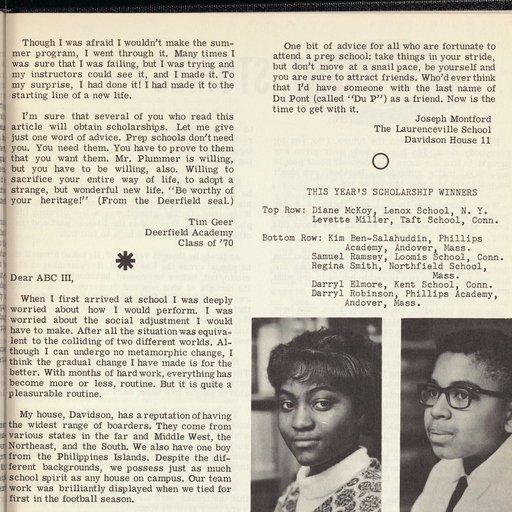 Though I was afraid I wouldn't make the sum-
mer program, I went through it. Many times I
was sure that I was failing, but I was trying and
my instructors could see it, and I made it. To
my surprise, I had done it! I had made it to the
starting line of a new life.
I'm sure that several of you who read this
article will obtain scholarships. Let me give
just one word of advice. Prep schools don't need
you. You need them. You have to prove to them
that you want them. Mr. Plummer is willing,
but you have to be willing, also. Willing to
sacrifice your entire way of life, to adopt a
strange, but wonderful new life. "Be worthy of
your heritage!" (From the Deerfield seal.)
Tim Geer
Deerfield Academy
Class of '70
Dear ABC III,
When I first arrived at school I was deeply
worried about how I would perform. I was
worried about the social adjustment I would
have to make. After all the situation was equiva-
lent to the colliding of two different worlds. Al-
though I can undergo no metamorphic change, I
think the gradual change I have made is for the
better. With months of hard work, everything has
become more or less, routine. But it is quite a
pleasurable routine.
My house, Davidson, has a reputation of having
the widest range of boarders. They come from
various states in the far and Middle West, the
Northeast, and the South. We also have one boy
from the Philippines Islands. Despite the dif-
ferent backgrounds, we possess just as much
school spirit as any house on campus. Our team
work was brilliantly displayed when we tied for
first in the football season.
One bit of advice for all who are fortunate to
attend a prep school: take things in your stride,
but don't move at a snail pace, be yourself and
you are sure to attract friends. Who'd ever think
that I'd have someone with the last name of
Du Pont (called "Du P") as a friend. Now is the
time to get with it.
Joseph Montford
The Laurenceville School
Davidson House 11
THIS YEAR'S SCHOLARSHIP WINNERS
Top Row: Diane McKoy, Lenox School, N. Y.
Levette Miller, Taft School, Conn.
Bottom Row: Kim Ben-Salahuddin, Phillips
Academy, Andover, Mass.
Samuel Ramsey, Loomis School, Conn.
Regina Smith, Northfield School,
Mass.
Darryl Elmore, Kent School, Conn.
Darryl Robinson, Phillips Academy,
Andover, Mass.